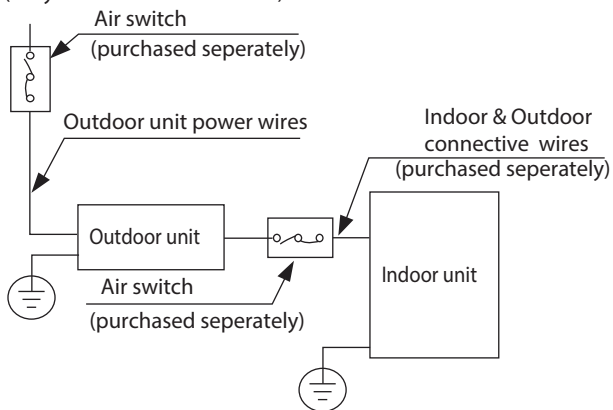 Air switch
(purchased seperately)
Outdoor unit power wires
Indoor & Outdoor
connective wires
(purchased seperately)
Outdoor unit
Indoor unit
Air switch
(purchased seperately)